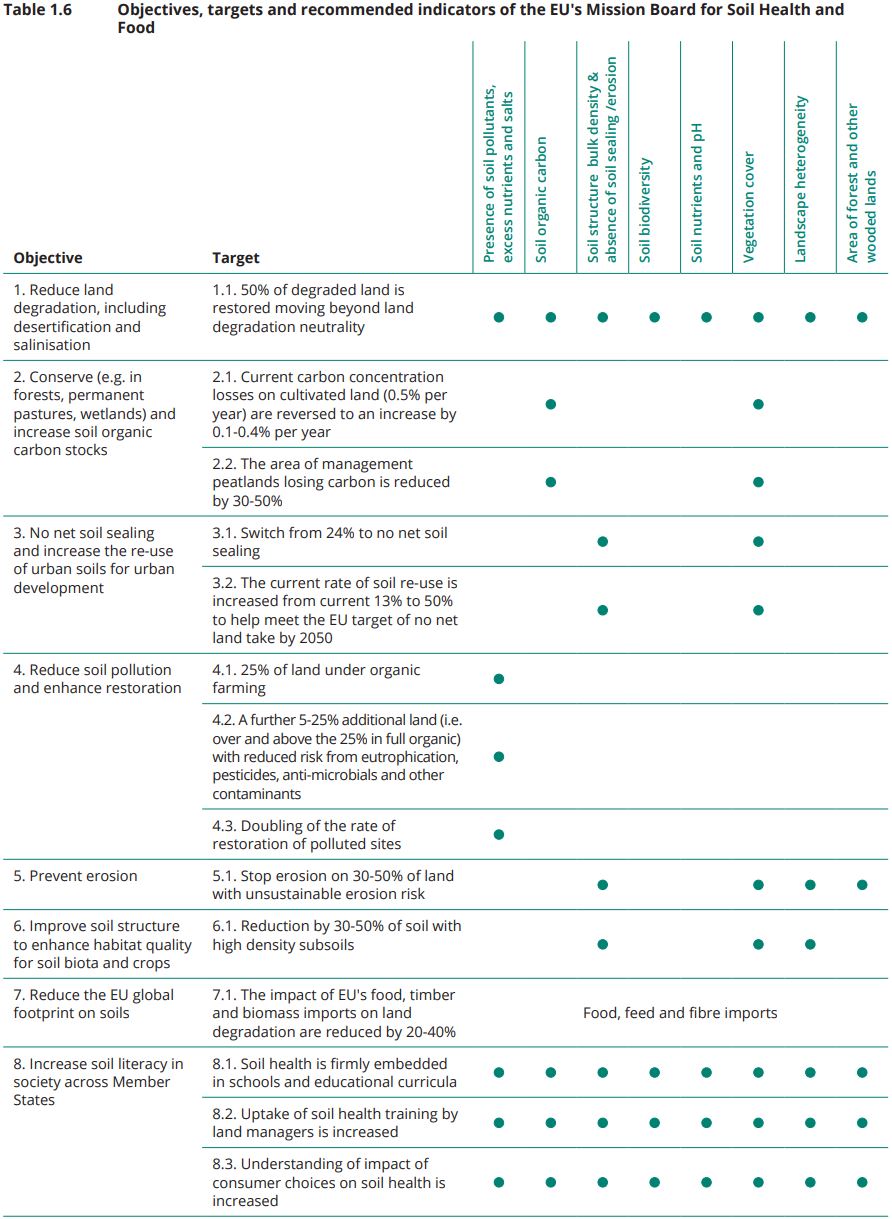 Table 1.6 Objectives, targets and recommended indicators of the EU's Mission Board for Soil Health and
Food
Objective
Target
Presence of soil pollutants,
excess nutrients and salts
Soil organic carbon
Soil structure bulk density &
absence of soil sealing /erosion
Soil biodiversity
Soil nutrients and pH
Vegetation cover
Landscape heterogeneity
Area of forest and other
wooded lands
1. Reduce land
degradation, including
desertification and
salinisation
1.1. 50% of degraded land is
restored moving beyond land
degradation neutrality
2. Conserve (e.g. in
forests, permanent
pastures, wetlands) and
increase soil organic
carbon stocks
2.1. Current carbon concentration
losses on cultivated land (0.5% per
year) are reversed to an increase by
0.1-0.4% per year
2.2. The area of management
peatlands losing carbon is reduced
by 30-50%
3. No net soil sealing
and increase the re-use
of urban soils for urban
development
3.1. Switch from 24% to no net soil
sealing
3.2. The current rate of soil re-use is
increased from current 13% to 50%
to help meet the EU target of no net
land take by 2050
4. Reduce soil pollution
and enhance restoration
4.1. 25% of land under organic
farming
4.2. A further 5-25% additional land (i.e.
over and above the 25% in full organic)
with reduced risk from eutrophication,
pesticides, anti-microbials and other
contaminants
4.3. Doubling of the rate of
restoration of polluted sites
5. Prevent erosion
5.1. Stop erosion on 30-50% of land
with unsustainable erosion risk
6. Improve soil structure
to enhance habitat quality
for soil biota and crops
6.1. Reduction by 30-50% of soil with
high density subsoils
7. Reduce the EU global
footprint on soils
7.1. The impact of EU's food, timber
and biomass imports on land
degradation are reduced by 20-40%
Food, feed and fibre imports
8. Increase soil literacy in
society across Member
States
8.1. Soil health is firmly embedded
in schools and educational curricula
8.2. Uptake of soil health training by
land managers is increased
8.3. Understanding of impact of
consumer choices on soil health is
increased